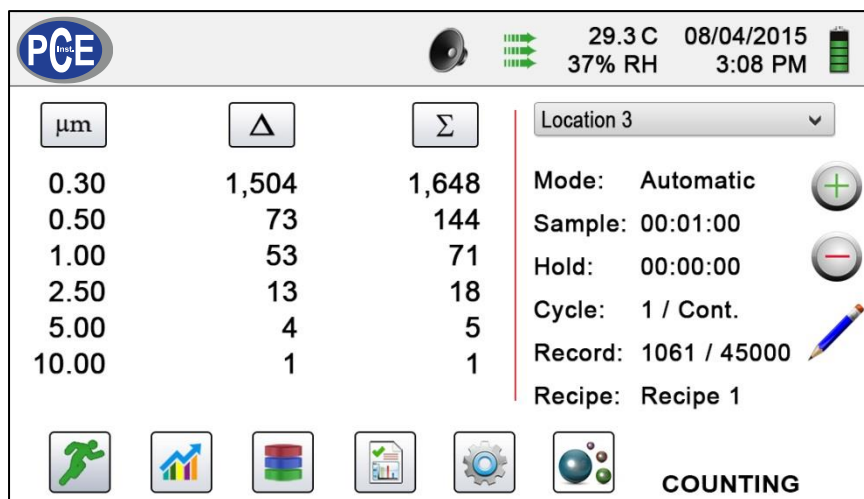 PCE Inst.
29.3 C 08/04/2015
37% RH 3:08 PM
µm Δ Σ
0.30 1,504 1,648
0.50 73 144
1.00 53 71
2.50 13 18
5.00 4 5
10.00 1 1
Location 3
Mode: Automatic
Sample: 00:01:00
Hold: 00:00:00
Cycle: 1 / Cont.
Record: 1061 / 45000
Recipe: Recipe 1
COUNTING